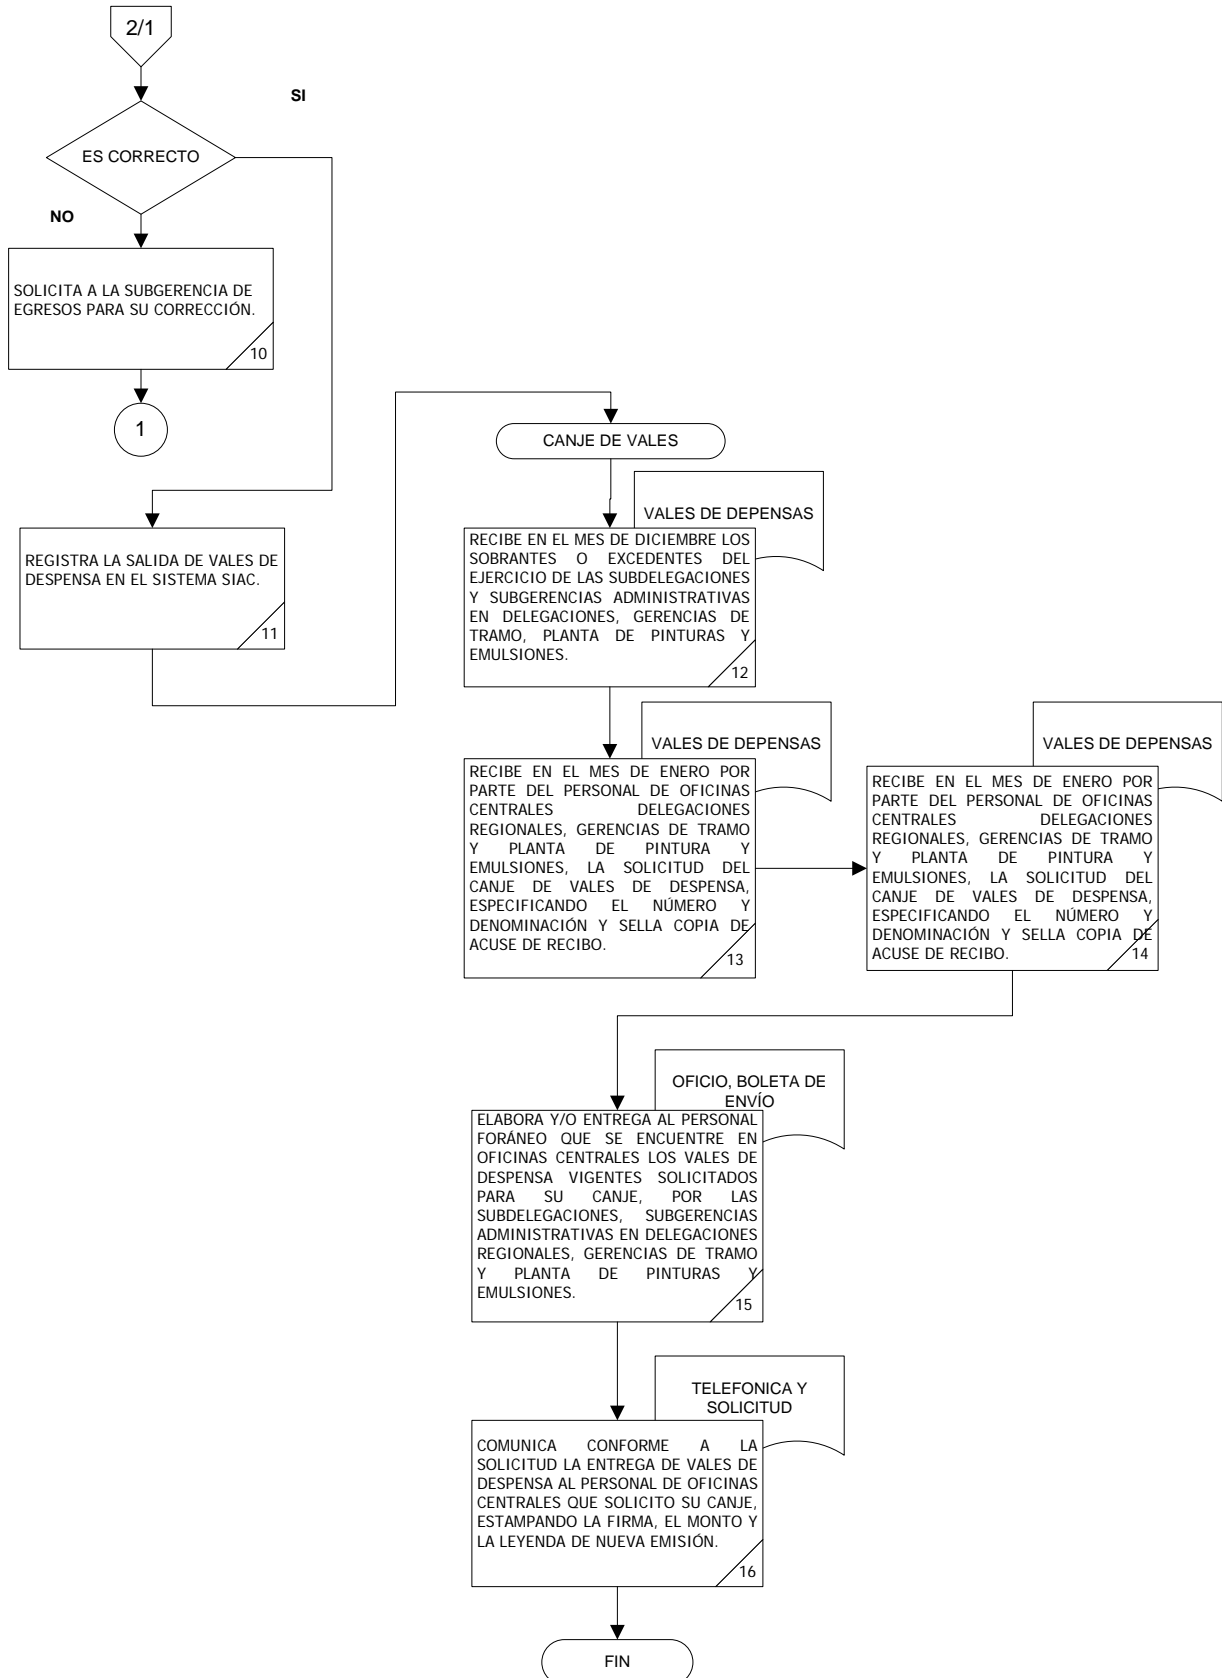 2/1
SI
ES CORRECTO
NO
SOLICITA A LA SUBGERENCIA DE
EGRESOS PARA SU CORRECCIÓN.
10
1
REGISTRA LA SALIDA DE VALES DE
DESPENSA EN EL SISTEMA SIAC.
11
CANJE DE VALES
VALES DE DEPENSAS
RECIBE EN EL MES DE DICIEMBRE LOS
SOBRANTES O EXCEDENTES DEL
EJERCICIO DE LAS SUBDELEGACIONES
Y SUBGERENCIAS ADMINISTRATIVAS
EN DELEGACIONES, GERENCIAS DE
TRAMO, PLANTA DE PINTURAS Y
EMULSIONES.
12
VALES DE DEPENSAS
RECIBE EN EL MES DE ENERO POR
PARTE DEL PERSONAL DE OFICINAS
CENTRALES DELEGACIONES
REGIONALES, GERENCIAS DE TRAMO
Y PLANTA DE PINTURA Y
EMULSIONES, LA SOLICITUD DEL
CANJE DE VALES DE DESPENSA,
ESPECIFICANDO EL NÚMERO Y
DENOMINACIÓN Y SELLA COPIA DE
ACUSE DE RECIBO.
13
VALES DE DEPENSAS
RECIBE EN EL MES DE ENERO POR
PARTE DEL PERSONAL DE OFICINAS
CENTRALES DELEGACIONES
REGIONALES, GERENCIAS DE TRAMO
Y PLANTA DE PINTURA Y
EMULSIONES, LA SOLICITUD DEL
CANJE DE VALES DE DESPENSA,
ESPECIFICANDO EL NÚMERO Y
DENOMINACIÓN Y SELLA COPIA DE
ACUSE DE RECIBO.
14
OFICIO, BOLETA DE
ENVÍO
ELABORA Y/O ENTREGA AL PERSONAL
FORÁNEO QUE SE ENCUENTRE EN
OFICINAS CENTRALES LOS VALES DE
DESPENSA VIGENTES SOLICITADOS
PARA SU CANJE, POR LAS
SUBDELEGACIONES, SUBGERENCIAS
ADMINISTRATIVAS EN DELEGACIONES
REGIONALES, GERENCIAS DE TRAMO
Y PLANTA DE PINTURAS Y
EMULSIONES.
15
TELEFONICA Y
SOLICITUD
COMUNICA CONFORME A LA
SOLICITUD LA ENTREGA DE VALES DE
DESPENSA AL PERSONAL DE OFICINAS
CENTRALES QUE SOLICITO SU CANJE,
ESTAMPANDO LA FIRMA, EL MONTO Y
LA LEYENDA DE NUEVA EMISIÓN.
16
FIN